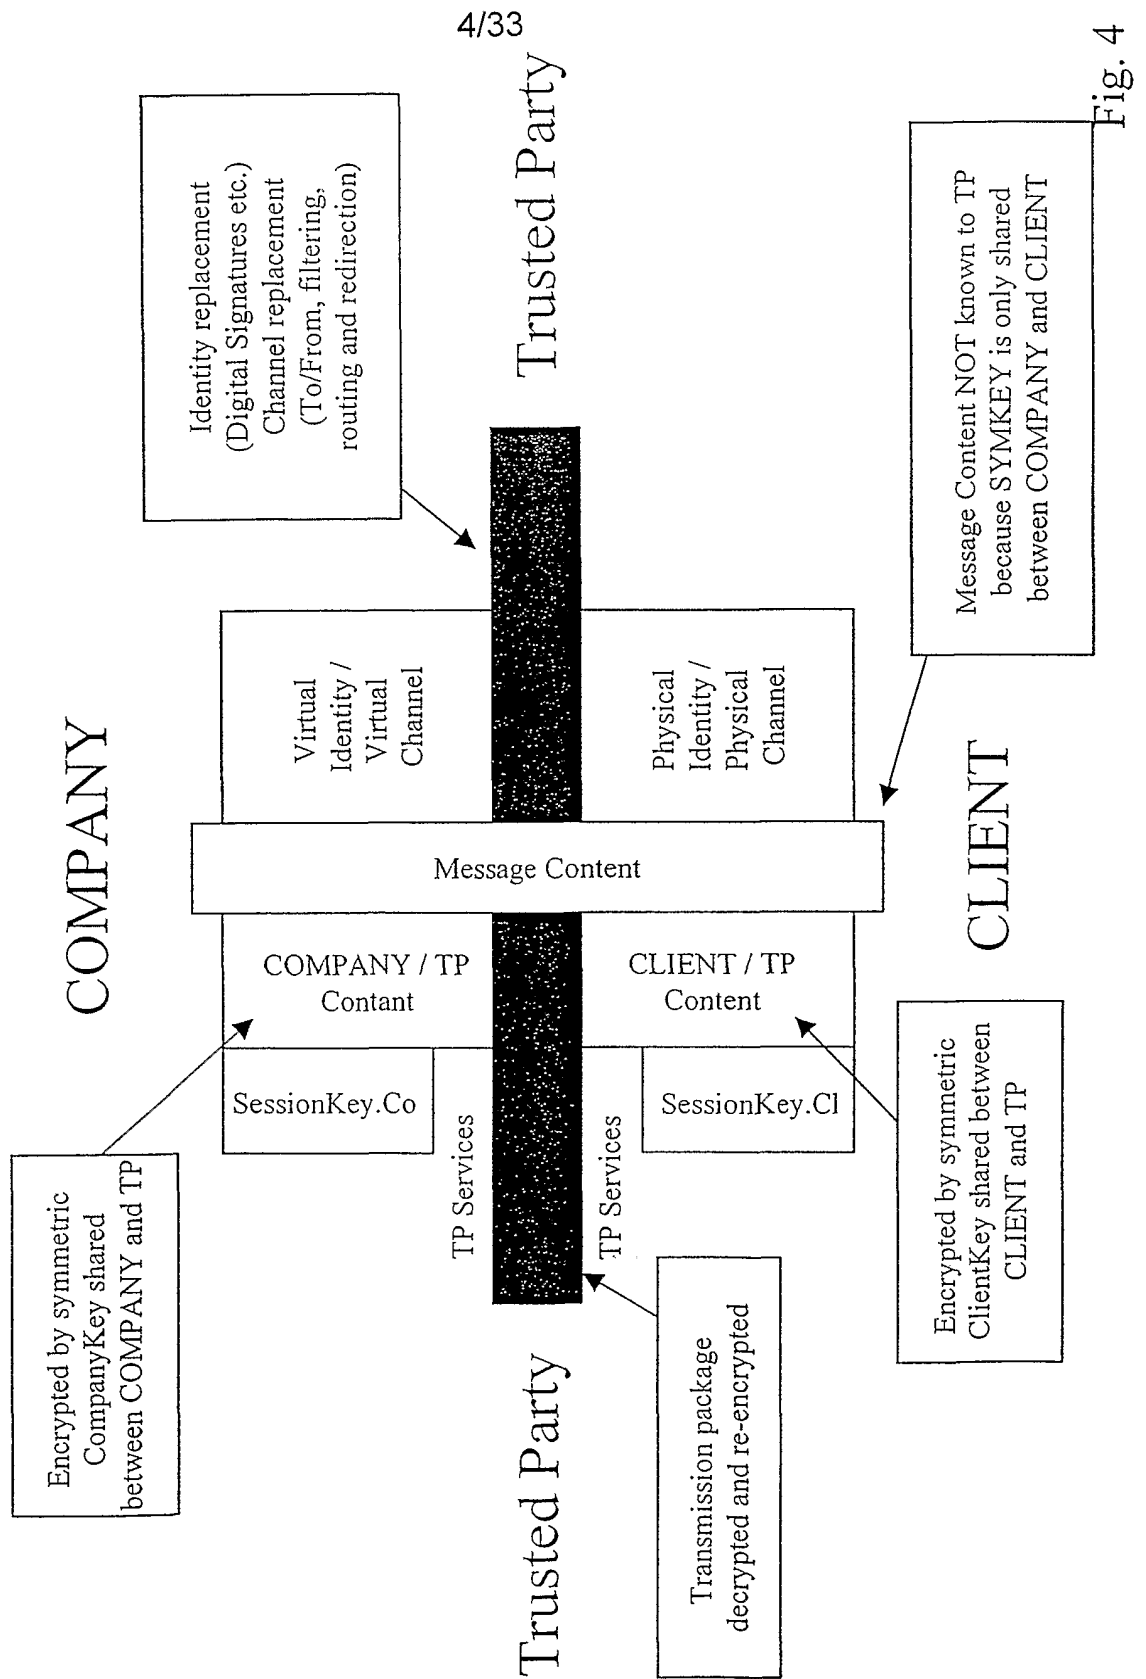 4/33
COMPANY
Encrypted by symmetric
CompanyKey shared
between COMPANY and TP
Identity replacement
(Digital Signatures etc.)
Channel replacement
(To/From, filtering,
routing and redirection)
SessionKey.Co
COMPANY / TP
Contant
Virtual
Identity /
Virtual
Channel
TP Services
Trusted Party
Message Content
Trusted Party
TP Services
SessionKey.Cl
CLIENT / TP
Content
Physical
Identity /
Physical
Channel
Transmission package
decrypted and re-encrypted
Encrypted by symmetric
ClientKey shared between
CLIENT and TP
CLIENT
Message Content NOT known to TP
because SYMKEY is only shared
between COMPANY and CLIENT
Fig. 4